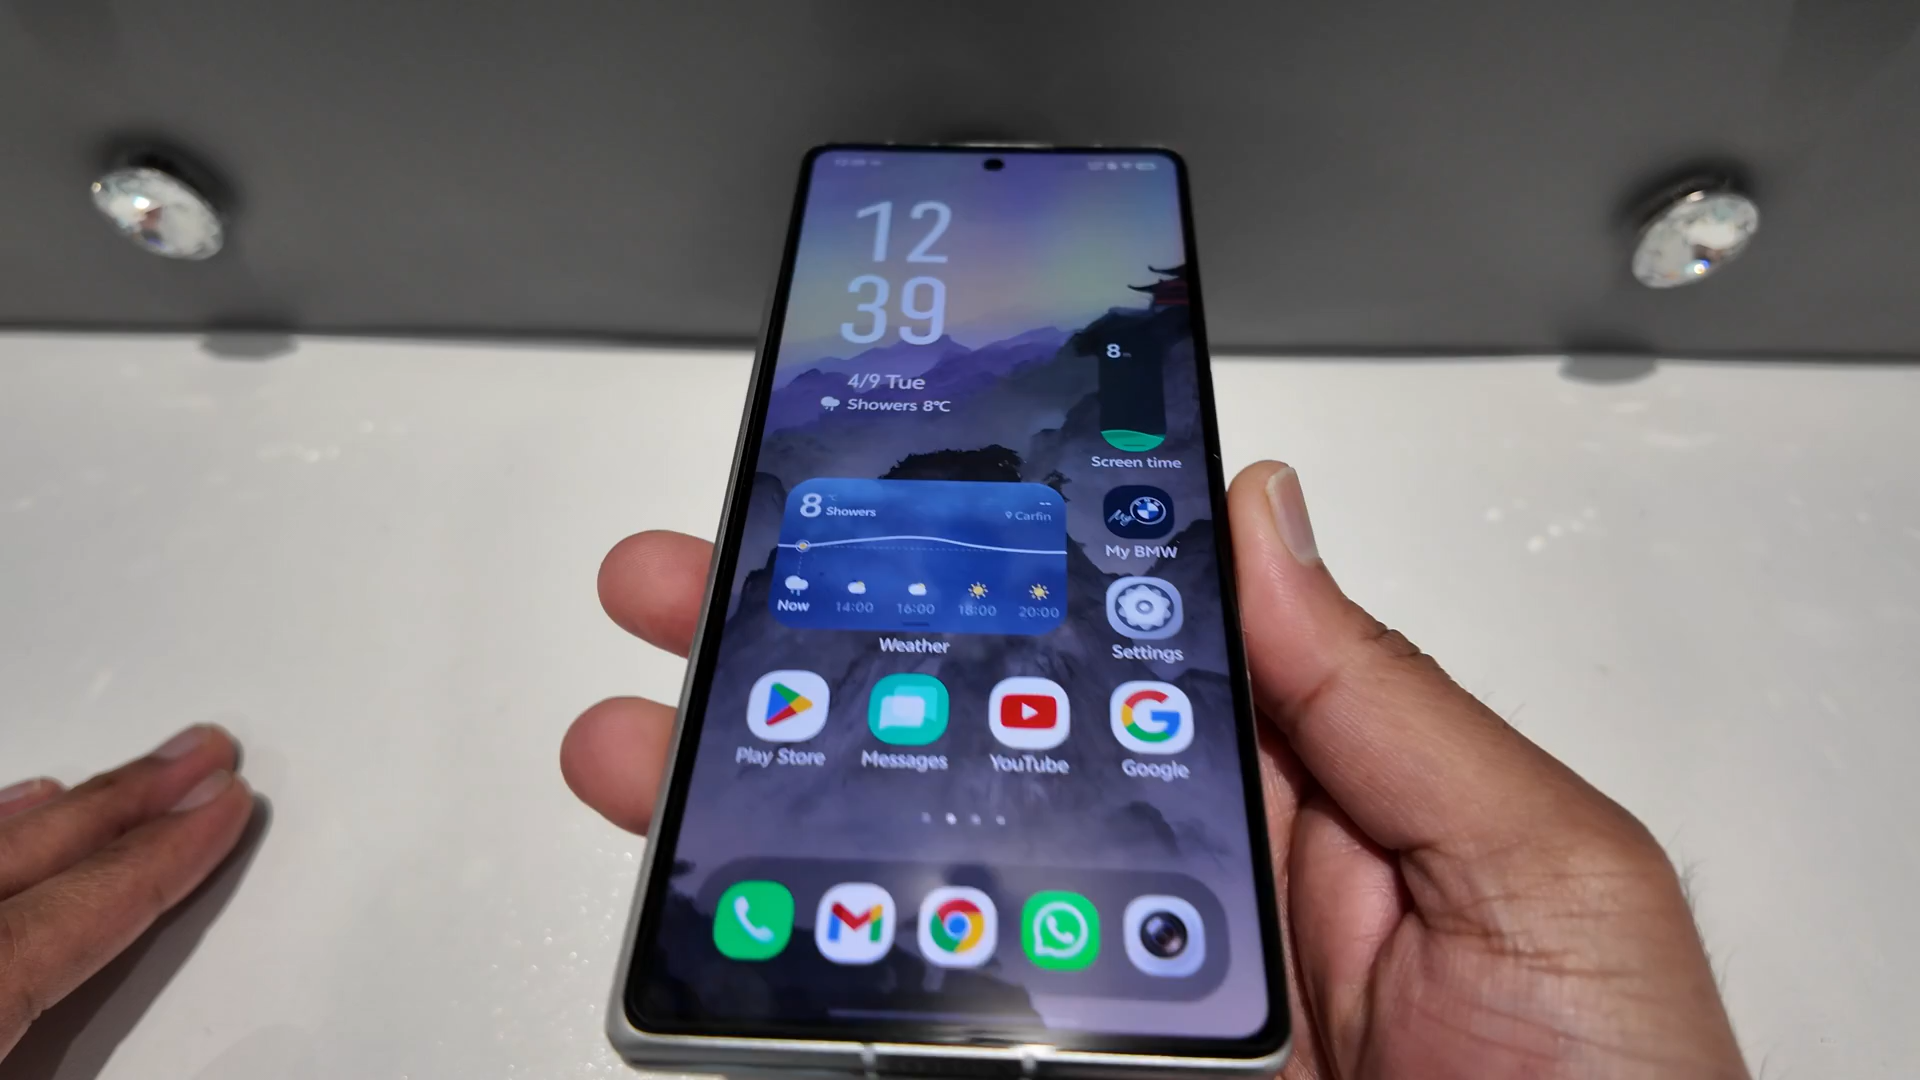 12
39
4/9 Tue
Showers 8°C
8
Screen time
8 °C
Showers
Carfin
Now 14:00 16:00 18:00 20:00
Weather
My
My BMW
Settings
Play Store Messages YouTube Google